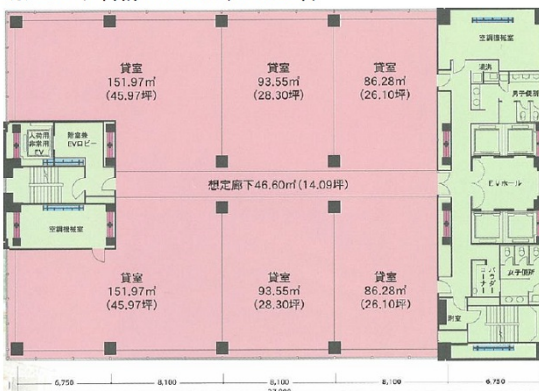 空調機械室
貸室
151.97㎡
(45.97坪)
貸室
93.55㎡
(28.30坪)
貸室
86.28㎡
(26.10坪)
湯沸
男子便所
人荷用
非常用
EV
附室兼
EVロビー
想定廊下46.60㎡(14.09坪)
EVホール
空調機械室
貸室
151.97㎡
(45.97坪)
貸室
93.55㎡
(28.30坪)
貸室
86.28㎡
(26.10坪)
パウダー
コーナー
女子便所
附室
6,750
8,100
8,100
8,100
6,750